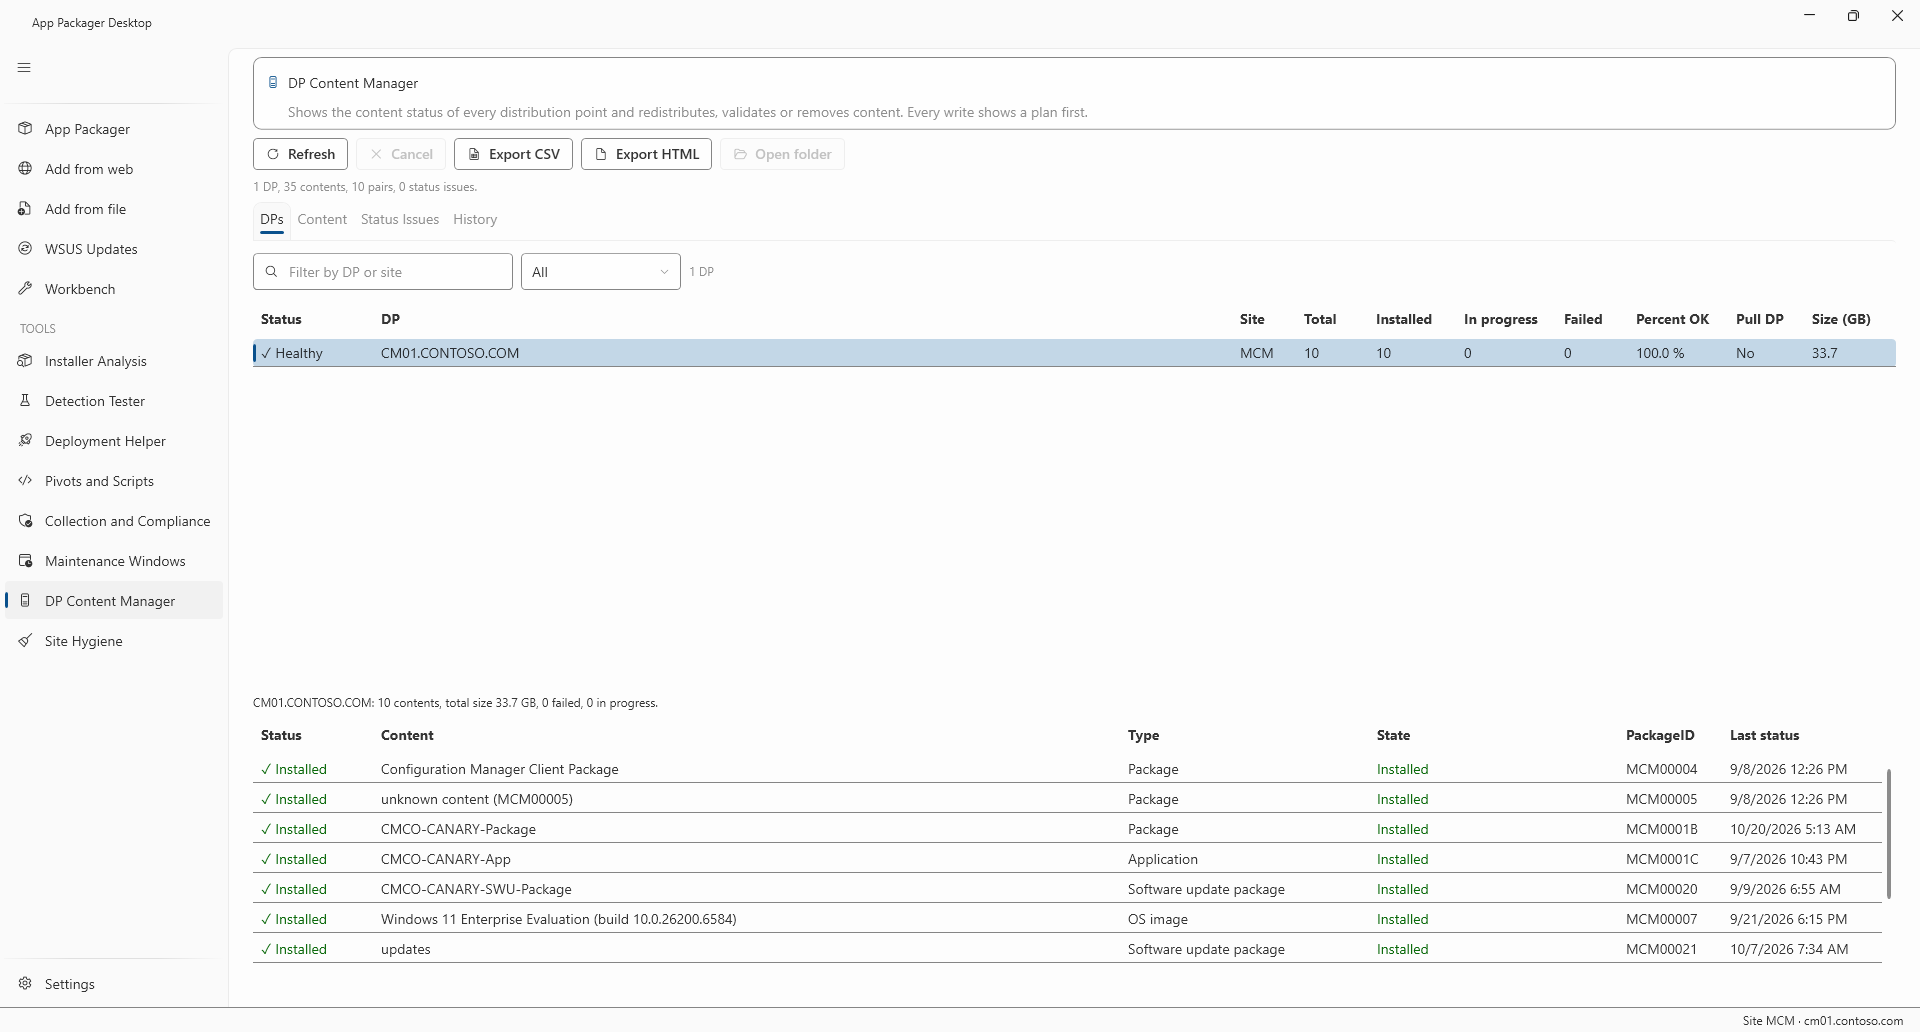 App Packager Desktop
App Packager
Add from web
Add from file
WSUS Updates
Workbench
TOOLS
Installer Analysis
Detection Tester
Deployment Helper
Pivots and Scripts
Collection and Compliance
Maintenance Windows
DP Content Manager
Site Hygiene
Settings
DP Content Manager
Shows the content status of every distribution point and redistributes, validates or removes content. Every write shows a plan first.
Refresh Cancel Export CSV Export HTML Open folder
1 DP, 35 contents, 10 pairs, 0 status issues.
DPs Content Status Issues History
Filter by DP or site All 1 DP
Status DP Site Total Installed In progress Failed Percent OK Pull DP Size (GB)
✓ Healthy CM01.CONTOSO.COM MCM 10 10 0 0 100.0 % No 33.7
CM01.CONTOSO.COM: 10 contents, total size 33.7 GB, 0 failed, 0 in progress.
Status Content Type State PackageID Last status
✓ Installed Configuration Manager Client Package Package Installed MCM00004 9/8/2026 12:26 PM
✓ Installed unknown content (MCM00005) Package Installed MCM00005 9/8/2026 12:26 PM
✓ Installed CMCO-CANARY-Package Package Installed MCM0001B 10/20/2026 5:13 AM
✓ Installed CMCO-CANARY-App Application Installed MCM0001C 9/7/2026 10:43 PM
✓ Installed CMCO-CANARY-SWU-Package Software update package Installed MCM00020 9/9/2026 6:55 AM
✓ Installed Windows 11 Enterprise Evaluation (build 10.0.26200.6584) OS image Installed MCM00007 9/21/2026 6:15 PM
✓ Installed updates Software update package Installed MCM00021 10/7/2026 7:34 AM
Site MCM · cm01.contoso.com